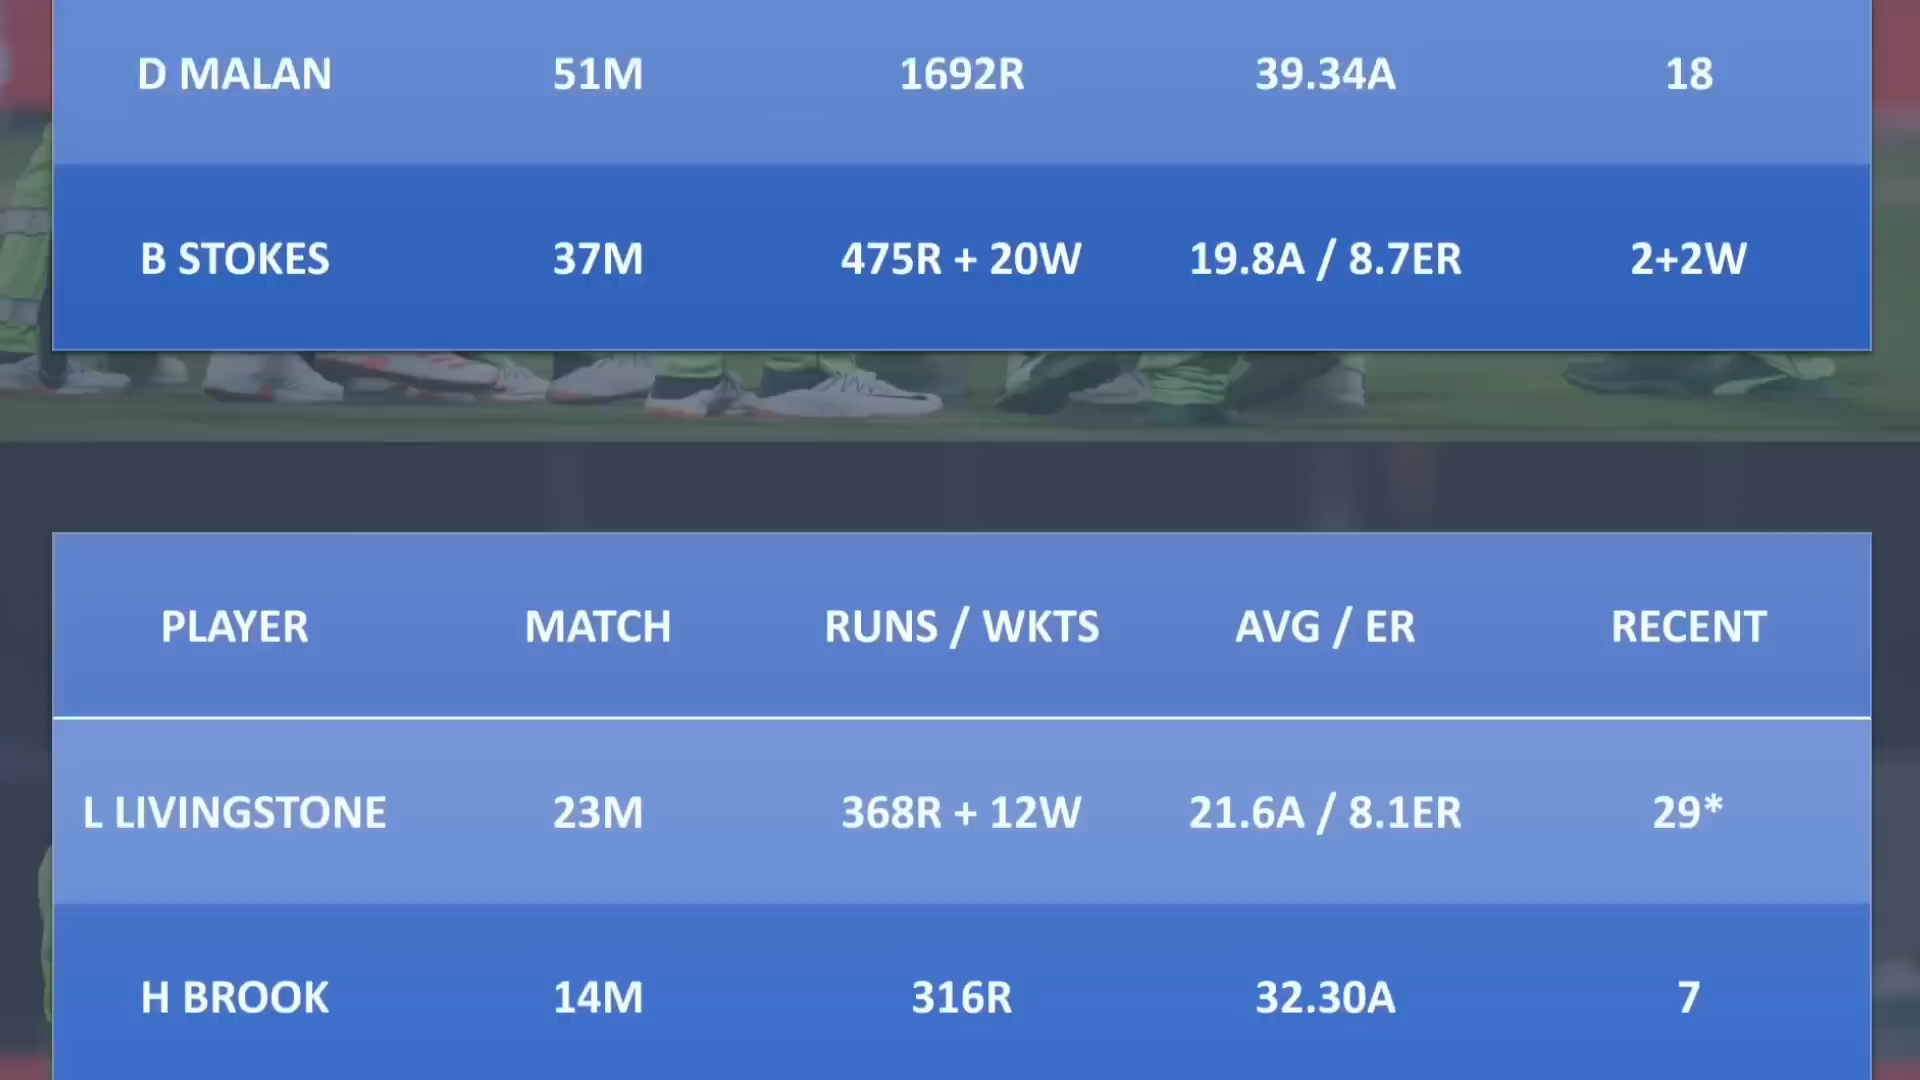 D MALAN 51M 1692R 39.34A 18
B STOKES 37M 475R + 20W 19.8A / 8.7ER 2+2W
PLAYER MATCH RUNS / WKTS AVG / ER RECENT
L LIVINGSTONE 23M 368R + 12W 21.6A / 8.1ER 29*
H BROOK 14M 316R 32.30A 7